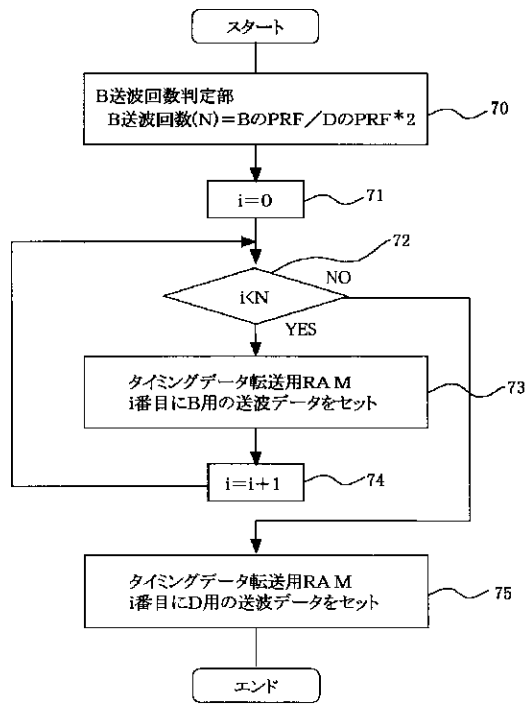 スタート
B送波回数判定部
B送波回数(N)=BのPRF/DのPRF*2
70
i=0
71
72
i<N
NO
YES
タイミングデータ転送用RAM
i番目にB用の送波データをセット
73
i=i+1
74
タイミングデータ転送用RAM
i番目にD用の送波データをセット
75
エンド